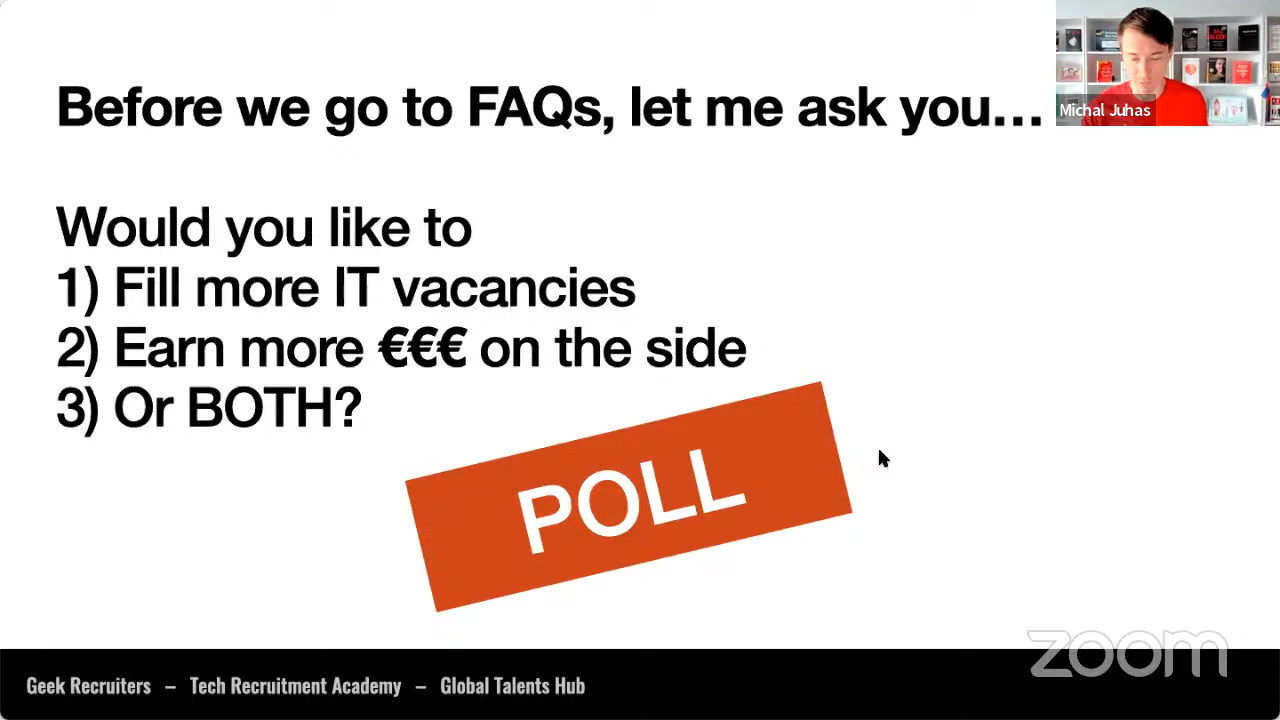 Before we go to FAQs, let me ask you...
Michal Juhas
Would you like to
1) Fill more IT vacancies
2) Earn more €€€ on the side
3) Or BOTH?
POLL
zoom
Geek Recruiters – Tech Recruitment Academy – Global Talents Hub